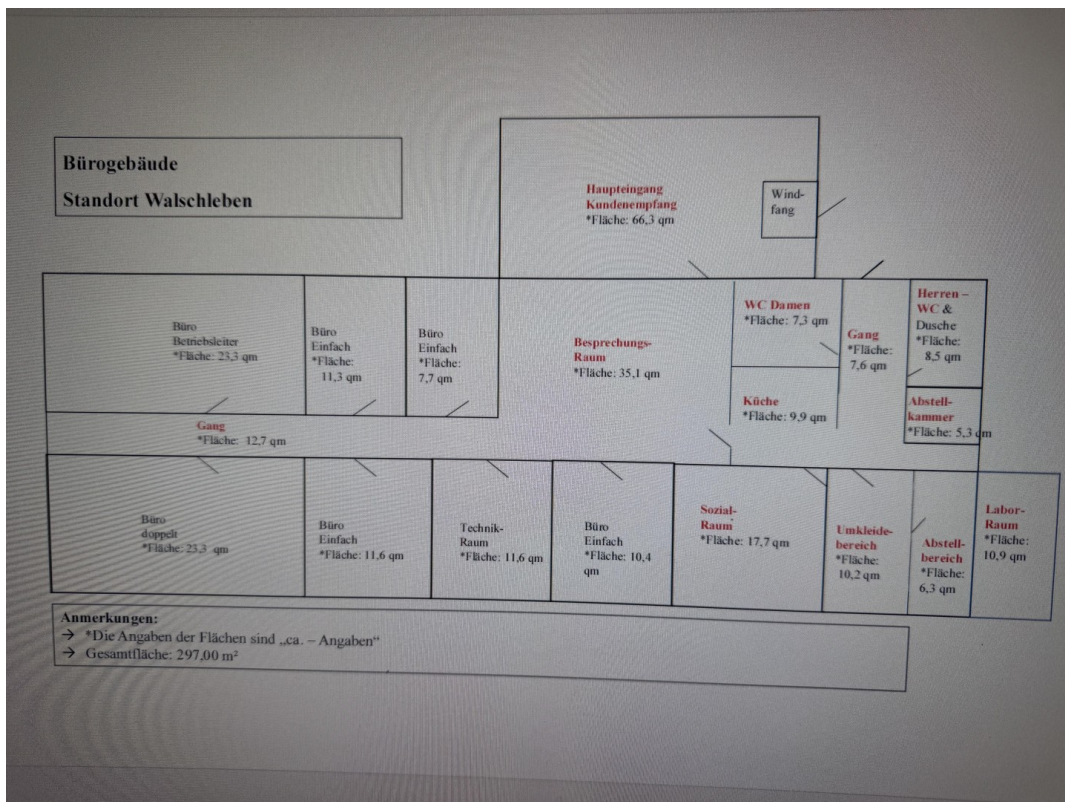 Bürogebäude
Standort Walschleben
Haupteingang
Kundenempfang
*Fläche: 66,3 qm
Wind-
fang
Büro
Betriebsleiter
*Fläche: 23,3 qm
Büro
Einfach
*Fläche:
11,3 qm
Büro
Einfach
*Fläche:
7,7 qm
Besprechungs-
Raum
*Fläche: 35,1 qm
WC Damen
*Fläche: 7,3 qm
Küche
*Fläche: 9,9 qm
Gang
*Fläche:
7,6 qm
Herren –
WC &
Dusche
*Fläche:
8,5 qm
Abstell-
kammer
*Fläche: 5,3 qm
Gang
*Fläche: 12,7 qm
Büro
doppelt
*Fläche: 23,3 qm
Büro
Einfach
*Fläche: 11,6 qm
Technik-
Raum
*Fläche: 11,6 qm
Büro
Einfach
*Fläche: 10,4
qm
Sozial-
Raum
*Fläche: 17,7 qm
Umkleide-
bereich
*Fläche:
10,2 qm
Abstell-
bereich
*Fläche:
6,3 qm
Labor-
Raum
*Fläche:
10,9 qm
Anmerkungen:
→ *Die Angaben der Flächen sind „ca. – Angaben“
→ Gesamtfläche: 297,00 m²